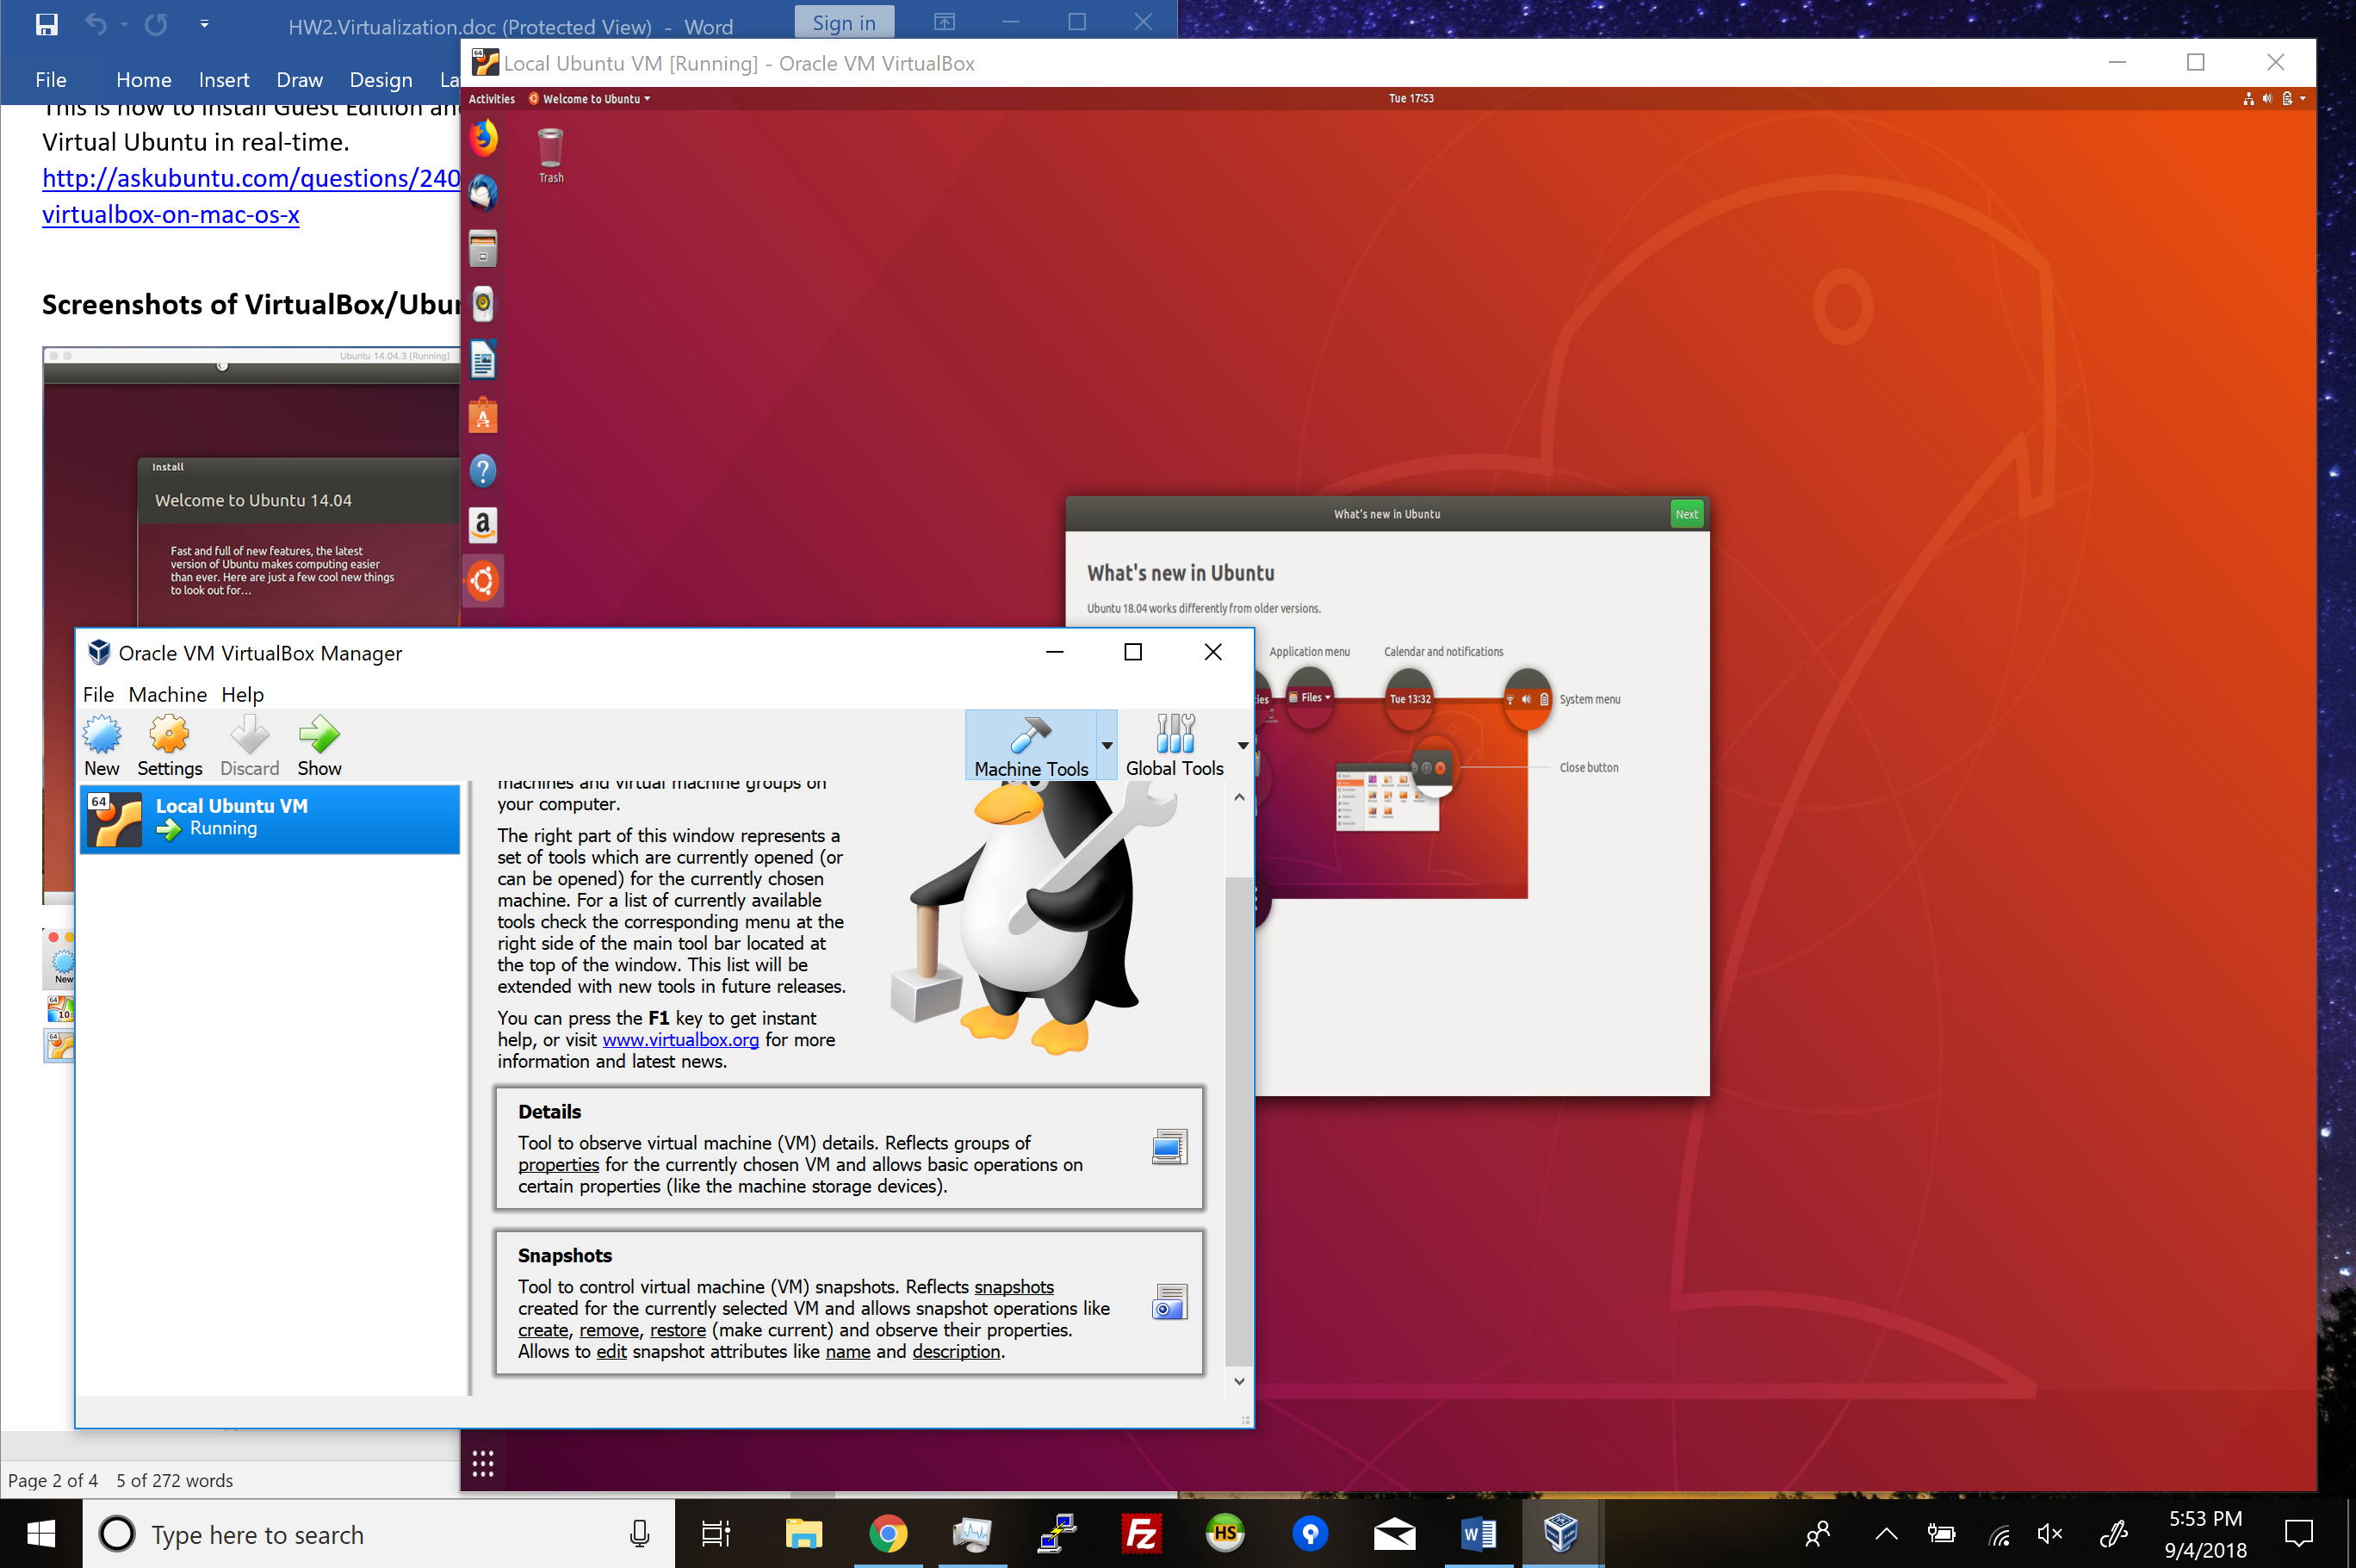 HW2.Virtualization.doc (Protected View) - Word
Sign in
File Home Insert Draw Design La
This is how to install Guest Edition an
Virtual Ubuntu in real-time.
http://askubuntu.com/questions/240
virtualbox-on-mac-os-x
Screenshots of VirtualBox/Ubu
Ubuntu 14.04.3 [Running]
Install
Welcome to Ubuntu 14.04
Fast and full of new features, the latest
version of Ubuntu makes computing easier
than ever. Here are just a few cool new things
to look out for...
New
64
10
64
Page 2 of 4 5 of 272 words
64
Local Ubuntu VM [Running] - Oracle VM VirtualBox
Activities Welcome to Ubuntu Tue 17:53
Trash
What's new in Ubuntu Next
What's new in Ubuntu
Ubuntu 18.04 works differently from older versions.
Application menu Calendar and notifications
ies Files Tue 13:32 System menu
Close button
Oracle VM VirtualBox Manager
File Machine Help
New Settings Discard Show Machine Tools Global Tools
64 Local Ubuntu VM
Running
machines and virtual machine groups on
your computer.
The right part of this window represents a
set of tools which are currently opened (or
can be opened) for the currently chosen
machine. For a list of currently available
tools check the corresponding menu at the
right side of the main tool bar located at
the top of the window. This list will be
extended with new tools in future releases.
You can press the F1 key to get instant
help, or visit www.virtualbox.org for more
information and latest news.
Details
Tool to observe virtual machine (VM) details. Reflects groups of
properties for the currently chosen VM and allows basic operations on
certain properties (like the machine storage devices).
Snapshots
Tool to control virtual machine (VM) snapshots. Reflects snapshots
created for the currently selected VM and allows snapshot operations like
create, remove, restore (make current) and observe their properties.
Allows to edit snapshot attributes like name and description.
Type here to search
HS
5:53 PM
9/4/2018